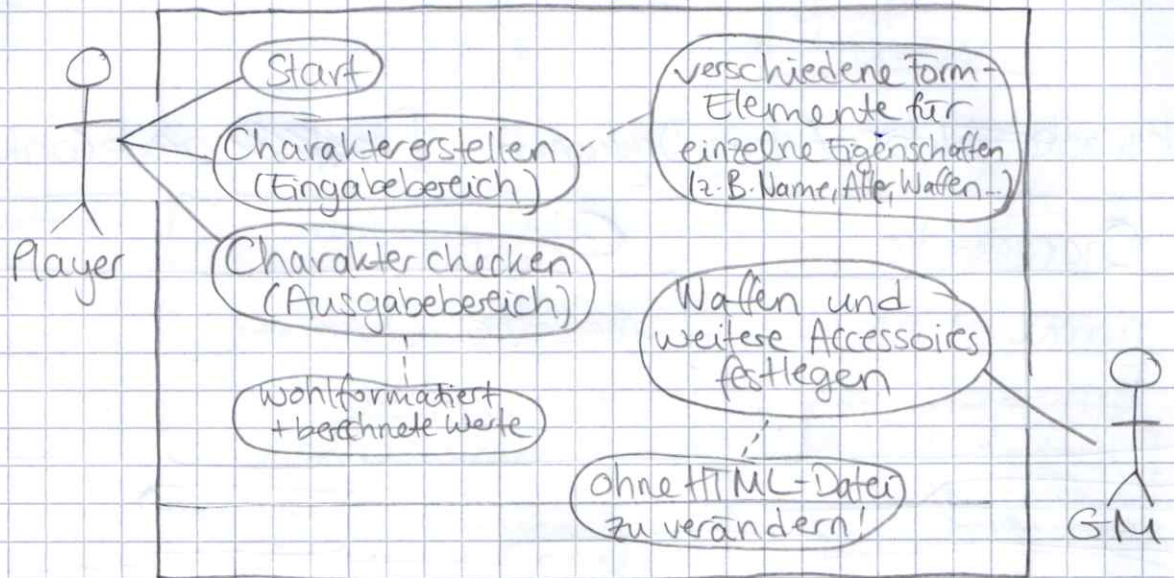 Start
Charaktererstellen
(Eingabebereich)
Player
Charakter checken
(Ausgabebereich)
wohlformatiert
+ berechnete Werte
verschiedene Form-
Elemente für
einzelne Eigenschaften
(z.B. Name, Alter, Waffen...)
Waffen und
weitere Accessoires
festlegen
ohne HTML-Datei
zu verändern!
GM